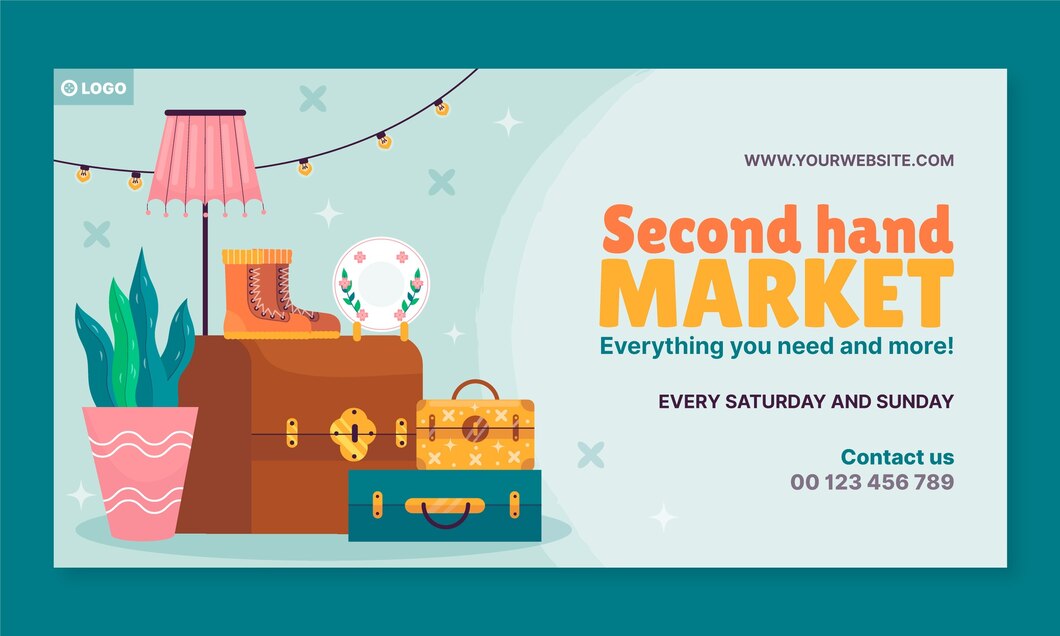 LOGO
WWW.YOURWEBSITE.COM
Second hand
MARKET
Everything you need and more!
EVERY SATURDAY AND SUNDAY
Contact us
00 123 456 789